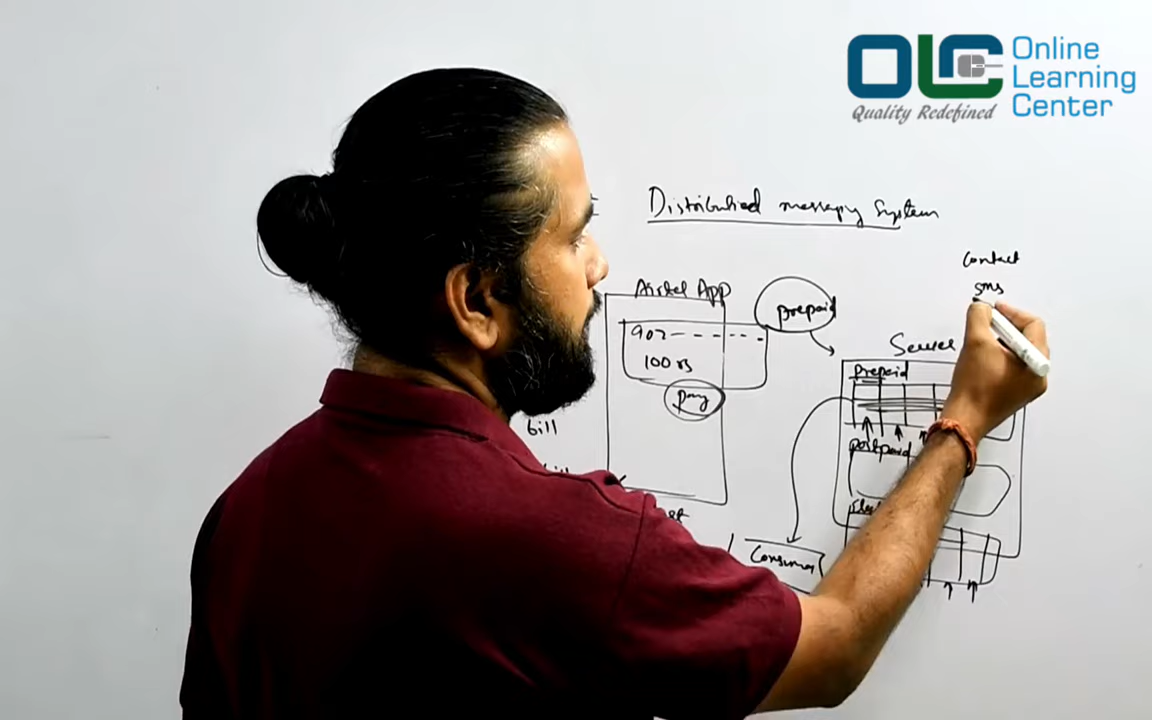 OLC
Quality Redefined
Online
Learning
Center
Distributed messaging System
Contact
sms
Airtel App
prepaid
902
100 rs
pay
Server
Prepaid
postpaid
bill
Consumer